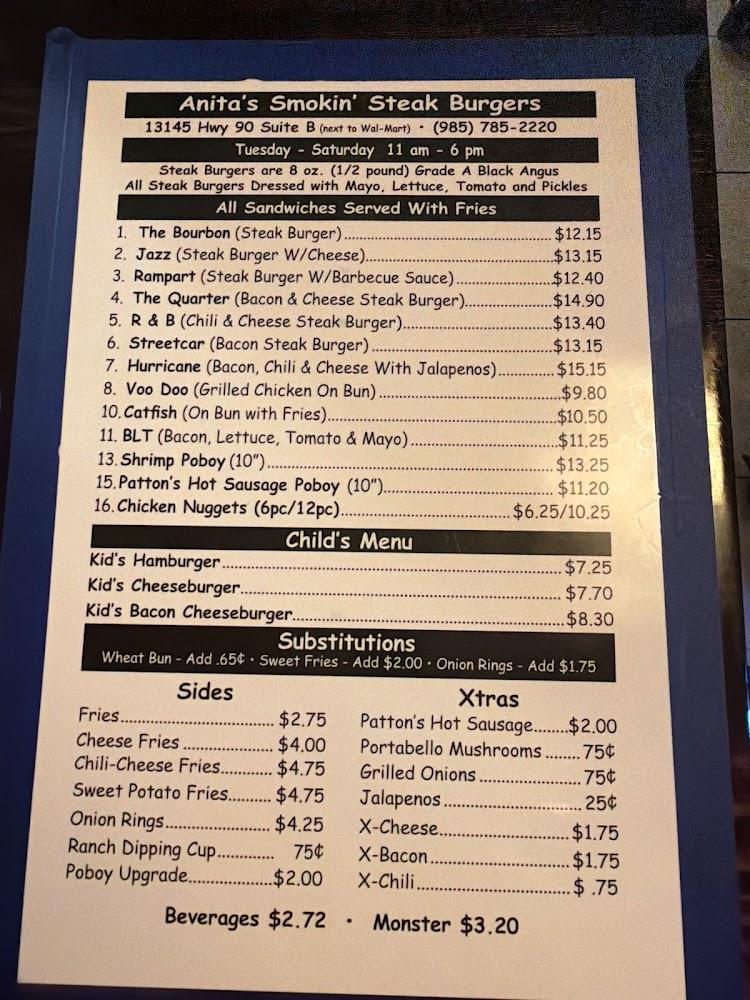 Anita's Smokin' Steak Burgers
13145 Hwy 90 Suite B (next to Wal-Mart) • (985) 785-2220
Tuesday - Saturday 11 am - 6 pm
Steak Burgers are 8 oz. (1/2 pound) Grade A Black Angus
All Steak Burgers Dressed with Mayo, Lettuce, Tomato and Pickles
All Sandwiches Served With Fries
1. The Bourbon (Steak Burger)..................$12.15
2. Jazz (Steak Burger W/Cheese)..................$13.15
3. Rampart (Steak Burger W/Barbecue Sauce)..................$12.40
4. The Quarter (Bacon & Cheese Steak Burger)..................$14.90
5. R & B (Chili & Cheese Steak Burger)..................$13.40
6. Streetcar (Bacon Steak Burger)..................$13.15
7. Hurricane (Bacon, Chili & Cheese With Jalapenos)..................$15.15
8. Voo Doo (Grilled Chicken On Bun)..................$9.80
10. Catfish (On Bun with Fries)..................$10.50
11. BLT (Bacon, Lettuce, Tomato & Mayo)..................$11.25
13. Shrimp Poboy (10")..................$13.25
15. Patton's Hot Sausage Poboy (10")..................$11.20
16. Chicken Nuggets (6pc/12pc)..................$6.25/10.25
Child's Menu
Kid's Hamburger..................$7.25
Kid's Cheeseburger..................$7.70
Kid's Bacon Cheeseburger..................$8.30
Substitutions
Wheat Bun - Add .65¢ • Sweet Fries - Add $2.00 • Onion Rings - Add $1.75
Sides
Fries..................$2.75
Cheese Fries..................$4.00
Chili-Cheese Fries............$4.75
Sweet Potato Fries..........$4.75
Onion Rings..................$4.25
Ranch Dipping Cup............. 75¢
Poboy Upgrade..................$2.00
Xtras
Patton's Hot Sausage........$2.00
Portabello Mushrooms ........ 75¢
Grilled Onions.................. 75¢
Jalapenos..................25¢
X-Cheese..................$1.75
X-Bacon..................$1.75
X-Chili..................$ .75
Beverages $2.72 • Monster $3.20